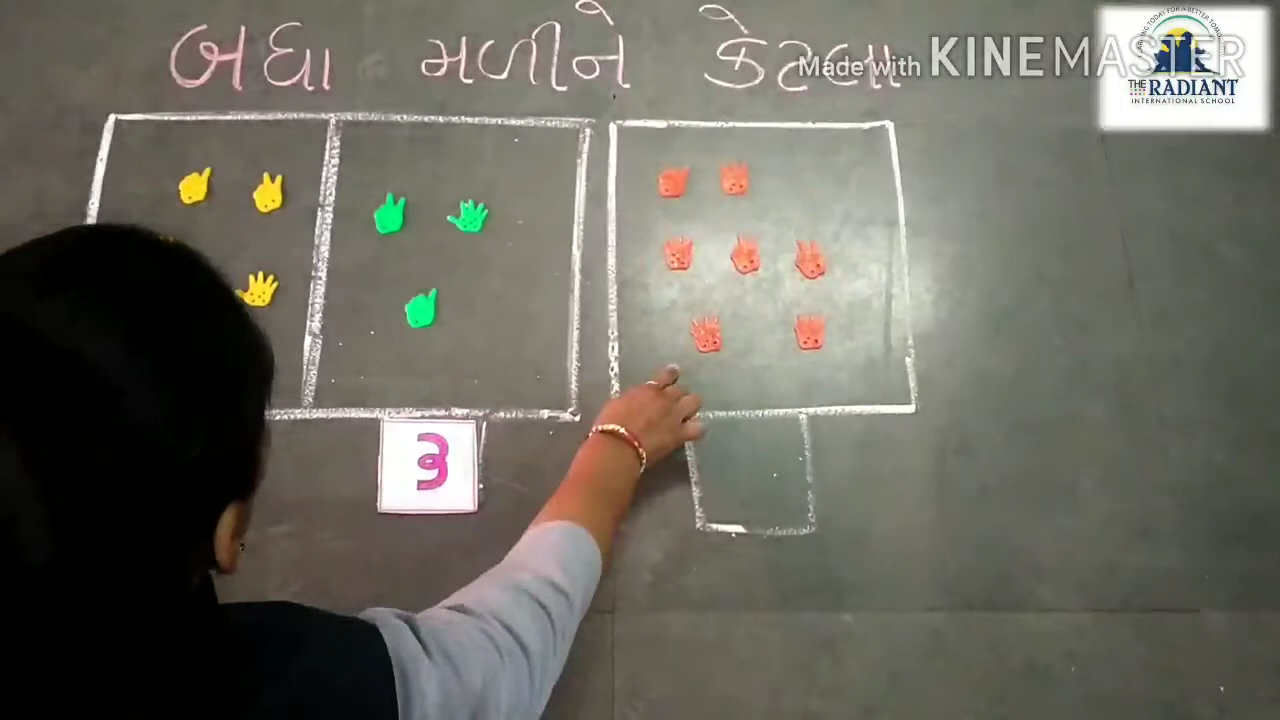 બધા મળીને કેટલા
Made with KINEMASTER
THE RADIANT
INTERNATIONAL SCHOOL
૩